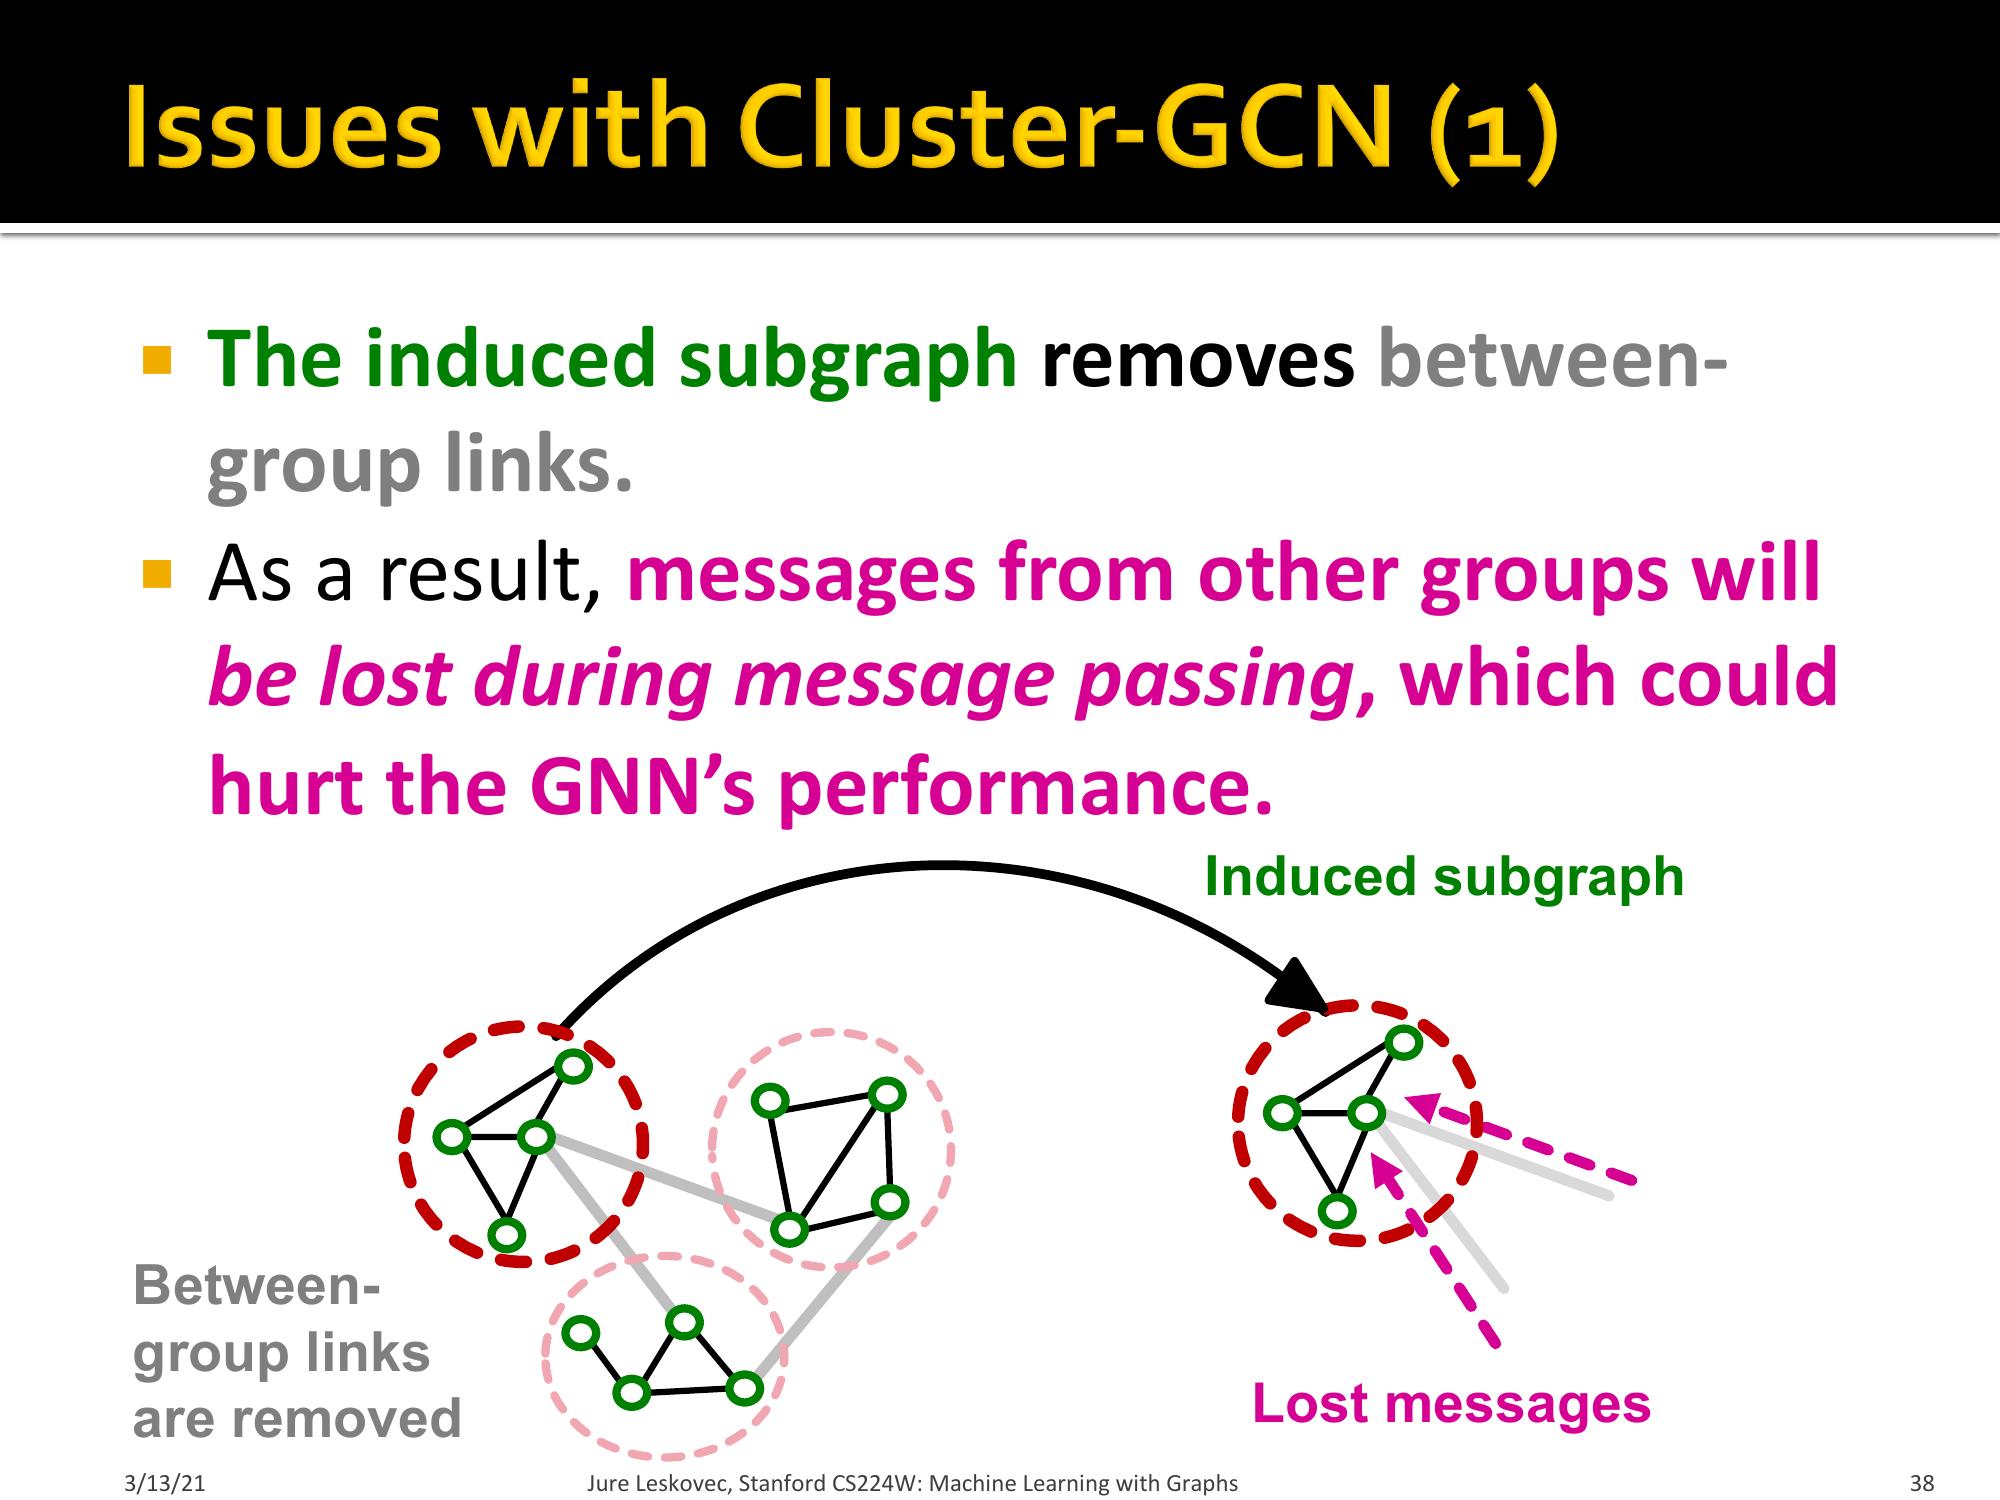 Issues with Cluster-GCN (1)
The induced subgraph removes between-
group links.
As a result, messages from other groups will
be lost during message passing, which could
hurt the GNN’s performance.
Induced subgraph
Between-
group links
are removed
Lost messages
3/13/21
Jure Leskovec, Stanford CS224W: Machine Learning with Graphs
38